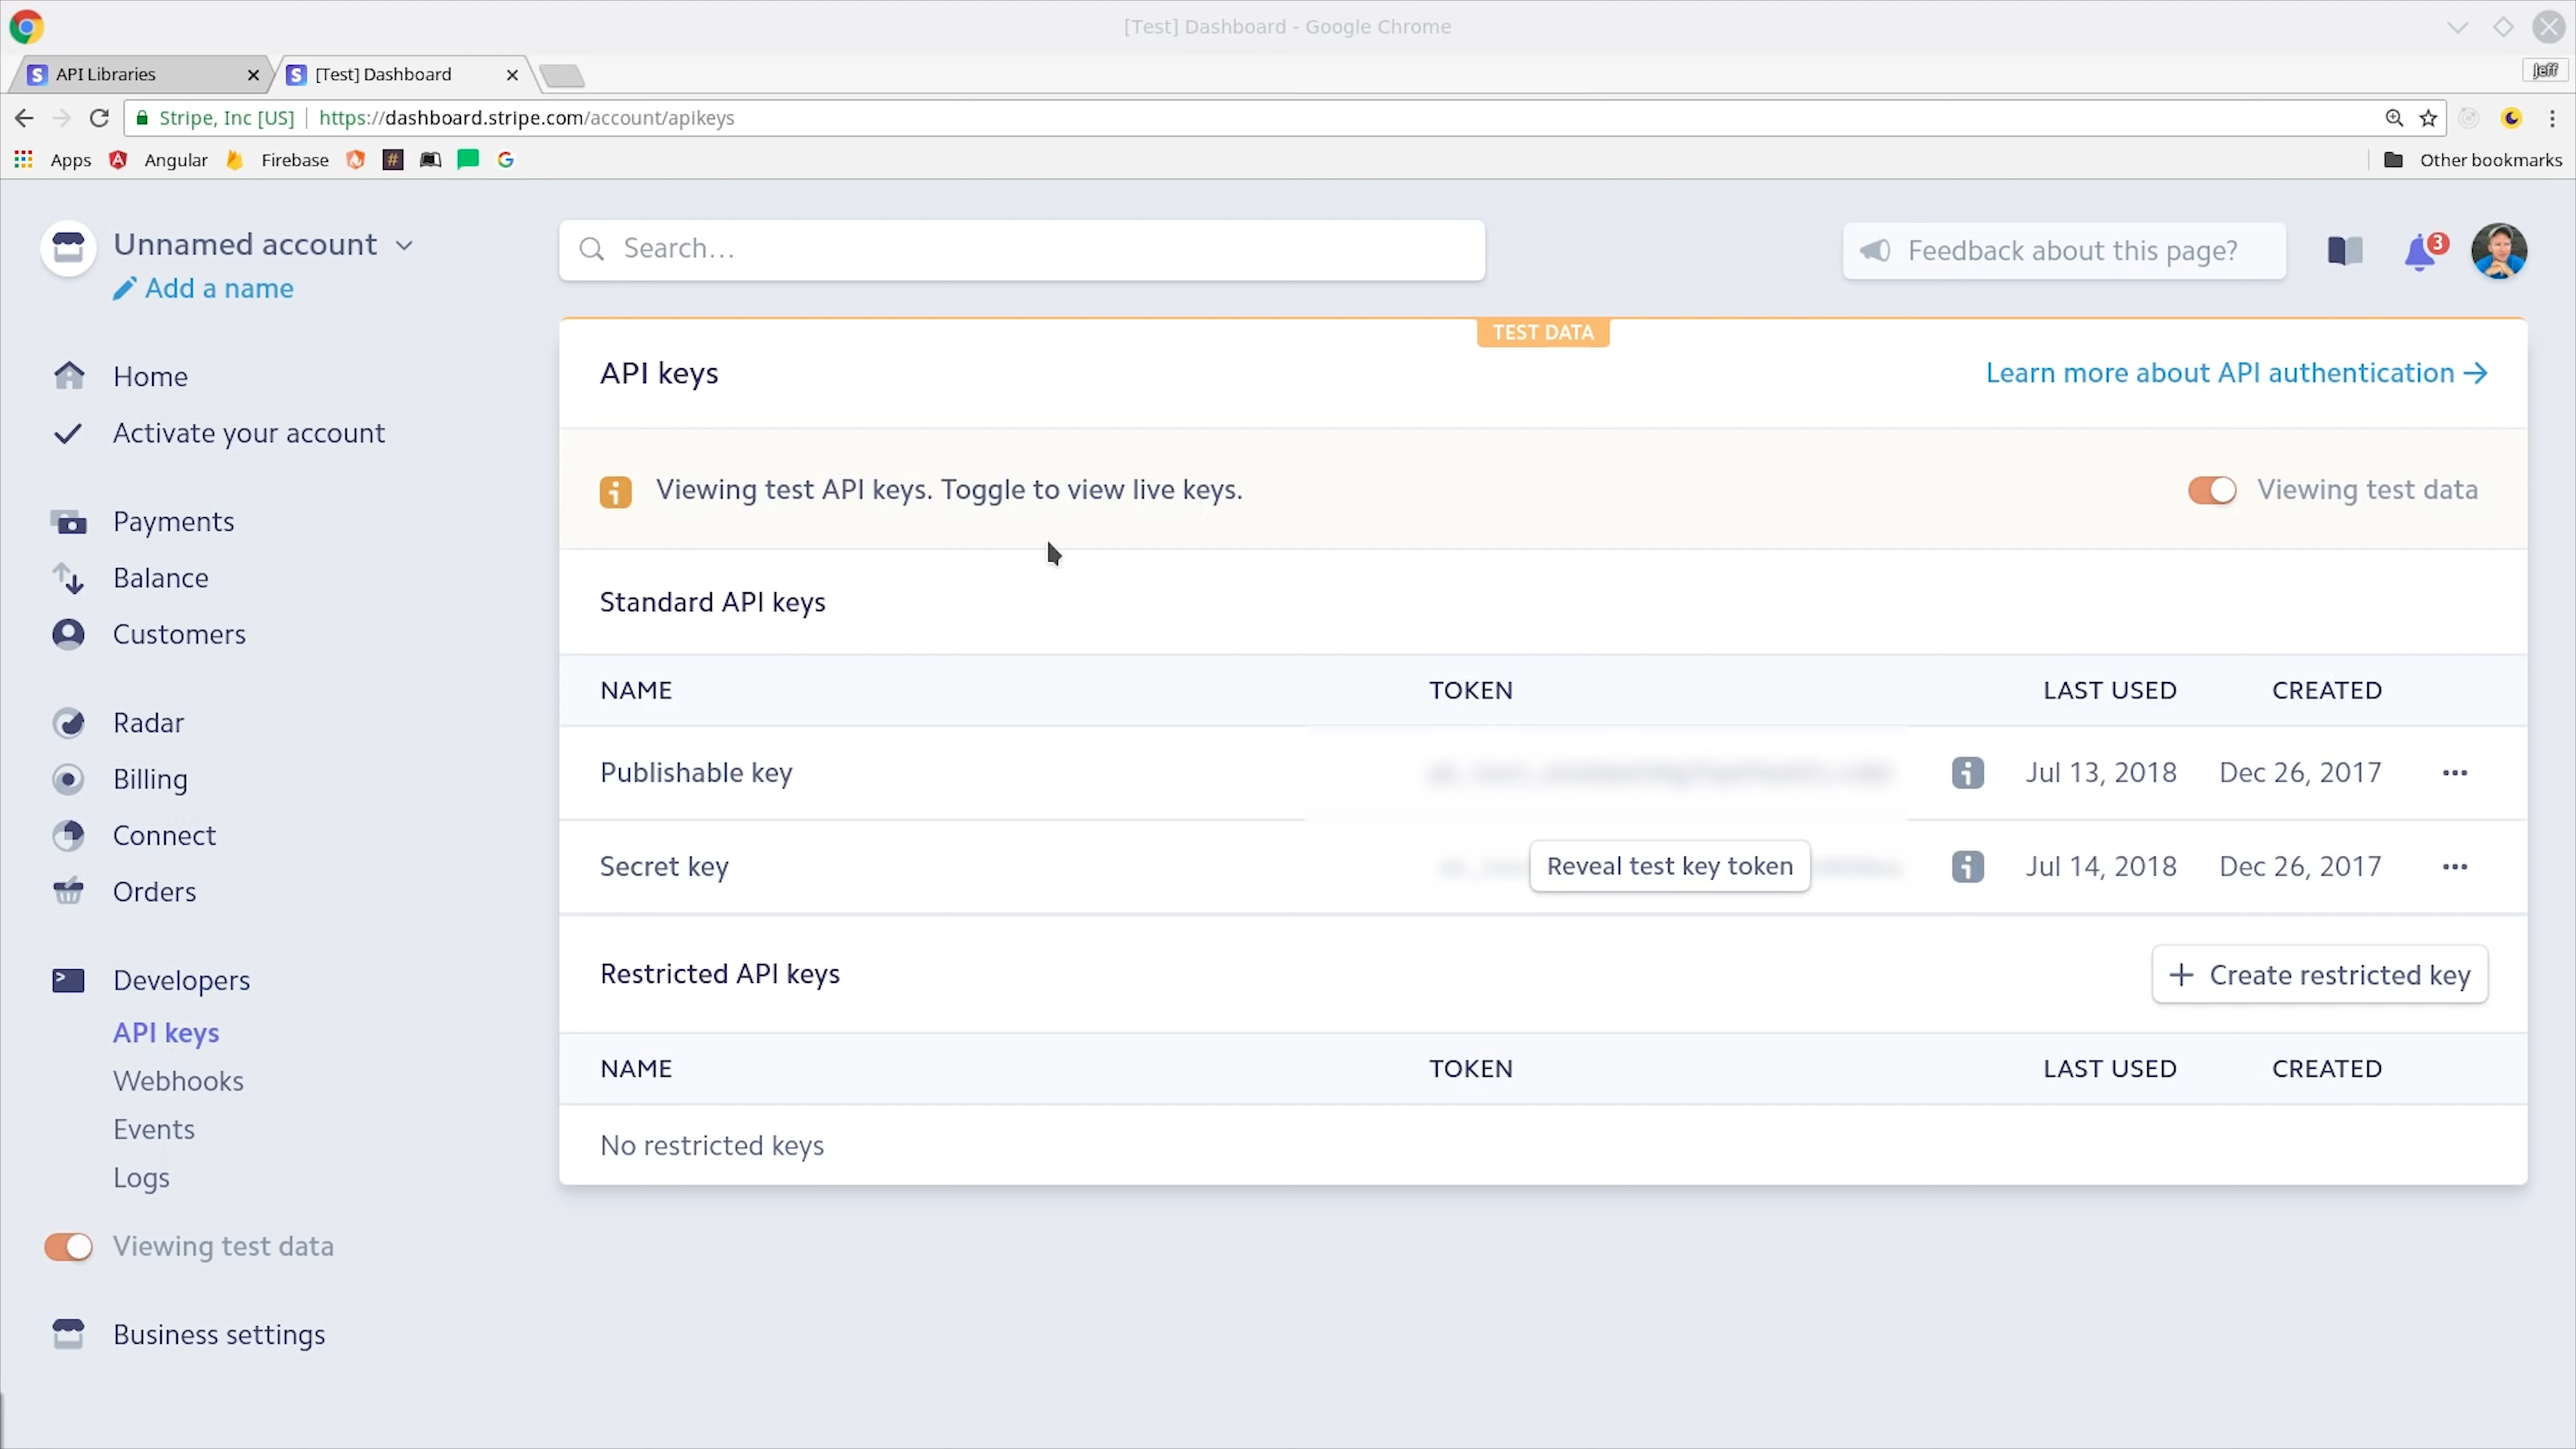 [Test] Dashboard - Google Chrome
API Libraries
[Test] Dashboard
Jeff
Stripe, Inc [US] https://dashboard.stripe.com/account/apikeys
Apps Angular Firebase Other bookmarks
Unnamed account
Add a name
Search...
Feedback about this page?
3
Home
Activate your account
Payments
Balance
Customers
Radar
Billing
Connect
Orders
Developers
API keys
Webhooks
Events
Logs
Viewing test data
Business settings
TEST DATA
API keys
Learn more about API authentication
Viewing test API keys. Toggle to view live keys.
Viewing test data
Standard API keys
NAME TOKEN LAST USED CREATED
Publishable key Jul 13, 2018 Dec 26, 2017
Secret key Reveal test key token Jul 14, 2018 Dec 26, 2017
Restricted API keys
+ Create restricted key
NAME TOKEN LAST USED CREATED
No restricted keys